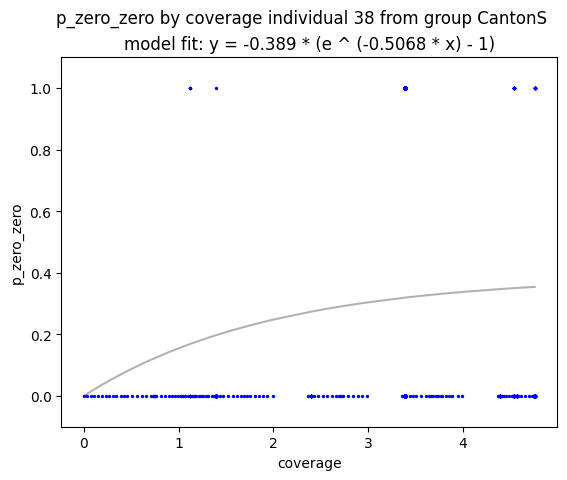 p_zero_zero by coverage individual 38 from group CantonS
model fit: y = -0.389 * (e ^ (-0.5068 * x) - 1)
1.0
0.8
0.6
0.4
0.2
0.0
p_zero_zero
0 1 2 3 4
coverage